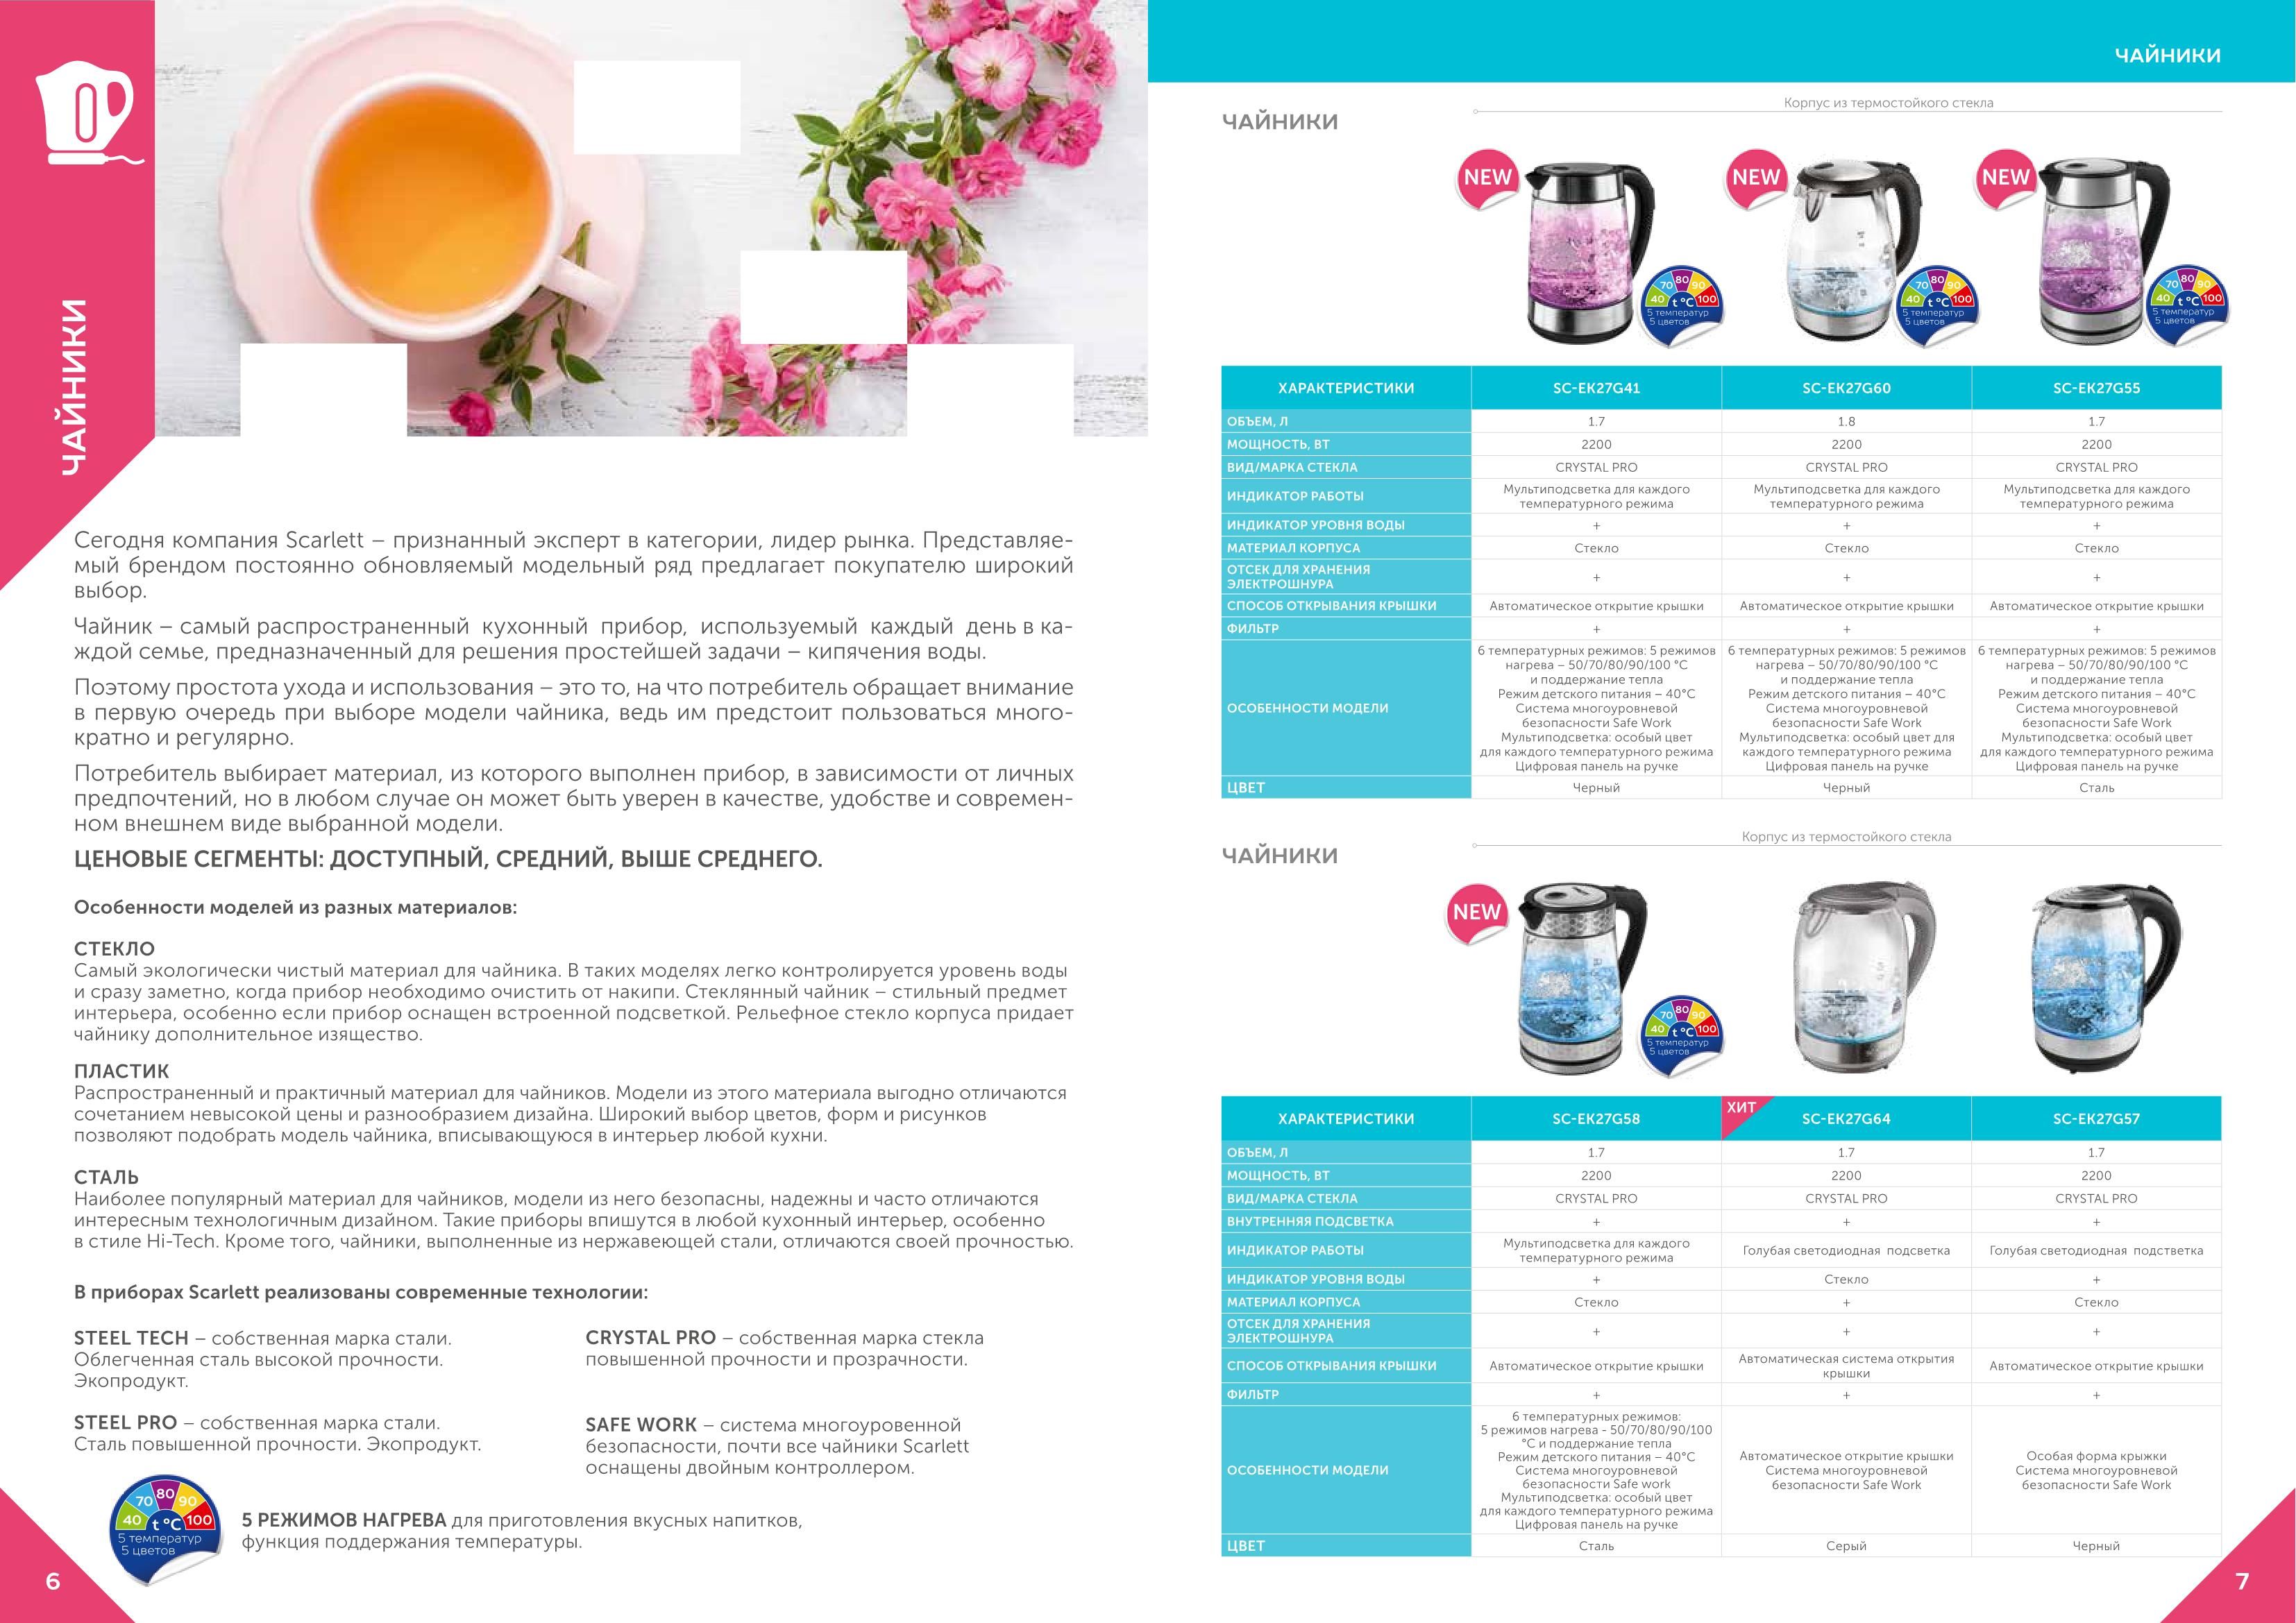 ЧАЙНИКИ
Сегодня компания Scarlett – признанный эксперт в категории, лидер рынка. Представляе-
мый брендом постоянно обновляемый модельный ряд предлагает покупателю широкий
выбор.
Чайник – самый распространенный кухонный прибор, используемый каждый день в ка-
ждой семье, предназначенный для решения простейшей задачи – кипячения воды.
Поэтому простота ухода и использования – это то, на что потребитель обращает внимание
в первую очередь при выборе модели чайника, ведь им предстоит пользоваться много-
кратно и регулярно.
Потребитель выбирает материал, из которого выполнен прибор, в зависимости от личных
предпочтений, но в любом случае он может быть уверен в качестве, удобстве и современ-
ном внешнем виде выбранной модели.
ЦЕНОВЫЕ СЕГМЕНТЫ: ДОСТУПНЫЙ, СРЕДНИЙ, ВЫШЕ СРЕДНЕГО.
Особенности моделей из разных материалов:
СТЕКЛО
Самый экологически чистый материал для чайника. В таких моделях легко контролируется уровень воды
и сразу заметно, когда прибор необходимо очистить от накипи. Стеклянный чайник – стильный предмет
интерьера, особенно если прибор оснащен встроенной подсветкой. Рельефное стекло корпуса придает
чайнику дополнительное изящество.
ПЛАСТИК
Распространенный и практичный материал для чайников. Модели из этого материала выгодно отличаются
сочетанием невысокой цены и разнообразием дизайна. Широкий выбор цветов, форм и рисунков
позволяют подобрать модель чайника, вписывающуюся в интерьер любой кухни.
СТАЛЬ
Наиболее популярный материал для чайников, модели из него безопасны, надежны и часто отличаются
интересным технологичным дизайном. Такие приборы впишутся в любой кухонный интерьер, особенно
в стиле Hi-Tech. Кроме того, чайники, выполненные из нержавеющей стали, отличаются своей прочностью.
В приборах Scarlett реализованы современные технологии:
STEEL TECH – собственная марка стали.
Облегченная сталь высокой прочности.
Экопродукт.
STEEL PRO – собственная марка стали.
Сталь повышенной прочности. Экопродукт.
CRYSTAL PRO – собственная марка стекла
повышенной прочности и прозрачности.
SAFE WORK – система многоуровенной
безопасности, почти все чайники Scarlett
оснащены двойным контроллером.
40 70 80 90 100
t °C
5 температур
5 цветов
5 РЕЖИМОВ НАГРЕВА для приготовления вкусных напитков,
функция поддержания температуры.
6
ЧАЙНИКИ
ЧАЙНИКИ
Корпус из термостойкого стекла
NEW NEW NEW
40 70 80 90 100 t °C 5 температур 5 цветов
40 70 80 90 100 t °C 5 температур 5 цветов
40 70 80 90 100 t °C 5 температур 5 цветов
ХАРАКТЕРИСТИКИ SC-EK27G41 SC-EK27G60 SC-EK27G55
ОБЪЕМ, Л 1.7 1.8 1.7
МОЩНОСТЬ, ВТ 2200 2200 2200
ВИД/МАРКА СТЕКЛА CRYSTAL PRO CRYSTAL PRO CRYSTAL PRO
ИНДИКАТОР РАБОТЫ Мультиподсветка для каждого Мультиподсветка для каждого Мультиподсветка для каждого
температурного режима температурного режима температурного режима
ИНДИКАТОР УРОВНЯ ВОДЫ + + +
МАТЕРИАЛ КОРПУСА Стекло Стекло Стекло
ОТСЕК ДЛЯ ХРАНЕНИЯ
ЭЛЕКТРОШНУРА + + +
СПОСОБ ОТКРЫВАНИЯ КРЫШКИ Автоматическое открытие крышки Автоматическое открытие крышки Автоматическое открытие крышки
ФИЛЬТР + + +
ОСОБЕННОСТИ МОДЕЛИ
6 температурных режимов: 5 режимов 6 температурных режимов: 5 режимов 6 температурных режимов: 5 режимов
нагрева – 50/70/80/90/100 °C нагрева – 50/70/80/90/100 °C нагрева – 50/70/80/90/100 °C
и поддержание тепла и поддержание тепла и поддержание тепла
Режим детского питания – 40°C Режим детского питания – 40°C Режим детского питания – 40°C
Система многоуровневой Система многоуровневой Система многоуровневой
безопасности Safe Work безопасности Safe Work безопасности Safe Work
Мультиподсветка: особый цвет Мультиподсветка: особый цвет для Мультиподсветка: особый цвет
для каждого температурного режима каждого температурного режима для каждого температурного режима
Цифровая панель на ручке Цифровая панель на ручке Цифровая панель на ручке
ЦВЕТ Черный Черный Сталь
ЧАЙНИКИ
Корпус из термостойкого стекла
NEW
40 70 80 90 100 t °C 5 температур 5 цветов
ХАРАКТЕРИСТИКИ SC-EK27G58 ХИТ SC-EK27G64 SC-EK27G57
ОБЪЕМ, Л 1.7 1.7 1.7
МОЩНОСТЬ, ВТ 2200 2200 2200
ВИД/МАРКА СТЕКЛА CRYSTAL PRO CRYSTAL PRO CRYSTAL PRO
ВНУТРЕННЯЯ ПОДСВЕТКА + + +
ИНДИКАТОР РАБОТЫ Мультиподсветка для каждого температурного режима Голубая светодиодная подсветка Голубая светодиодная подстветка
ИНДИКАТОР УРОВНЯ ВОДЫ + Стекло +
МАТЕРИАЛ КОРПУСА Стекло + Стекло
ОТСЕК ДЛЯ ХРАНЕНИЯ
ЭЛЕКТРОШНУРА + + +
СПОСОБ ОТКРЫВАНИЯ КРЫШКИ Автоматическое открытие крышки Автоматическая система открытия крышки Автоматическое открытие крышки
ФИЛЬТР + + +
ОСОБЕННОСТИ МОДЕЛИ
6 температурных режимов:
5 режимов нагрева - 50/70/80/90/100
°C и поддержание тепла
Режим детского питания – 40°C
Система многоуровневой
безопасности Safe work
Мультиподсветка: особый цвет
для каждого температурного режима
Цифровая панель на ручке
Автоматическое открытие крышки
Система многоуровневой
безопасности Safe Work
Особая форма крыжки
Система многоуровневой
безопасности Safe Work
ЦВЕТ Сталь Серый Черный
7